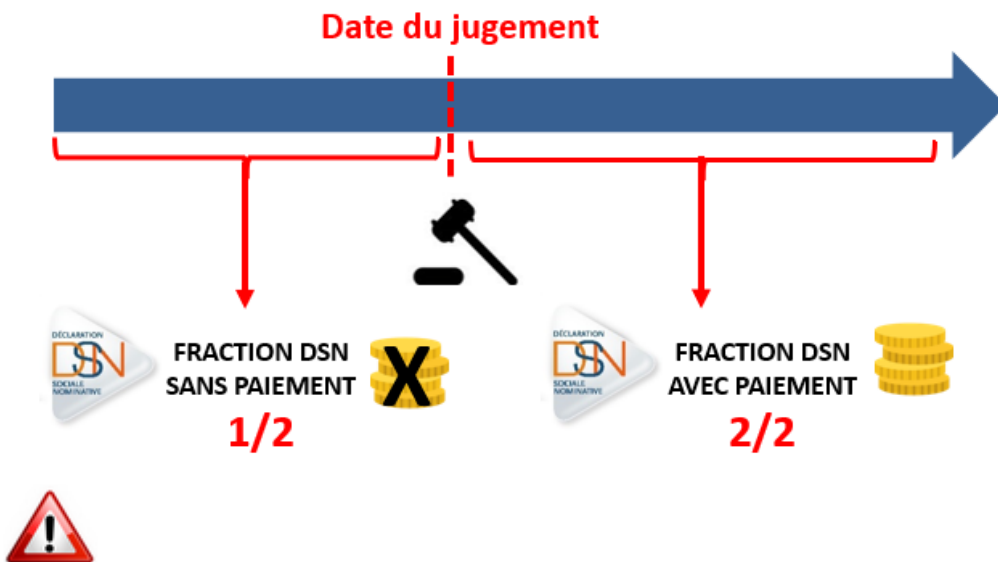 Date du jugement
DÉCLARATION
DSN
SOCIALE
NOMINATIVE
FRACTION DSN
SANS PAIEMENT
1/2
X
DÉCLARATION
DSN
SOCIALE
NOMINATIVE
FRACTION DSN
AVEC PAIEMENT
2/2
!